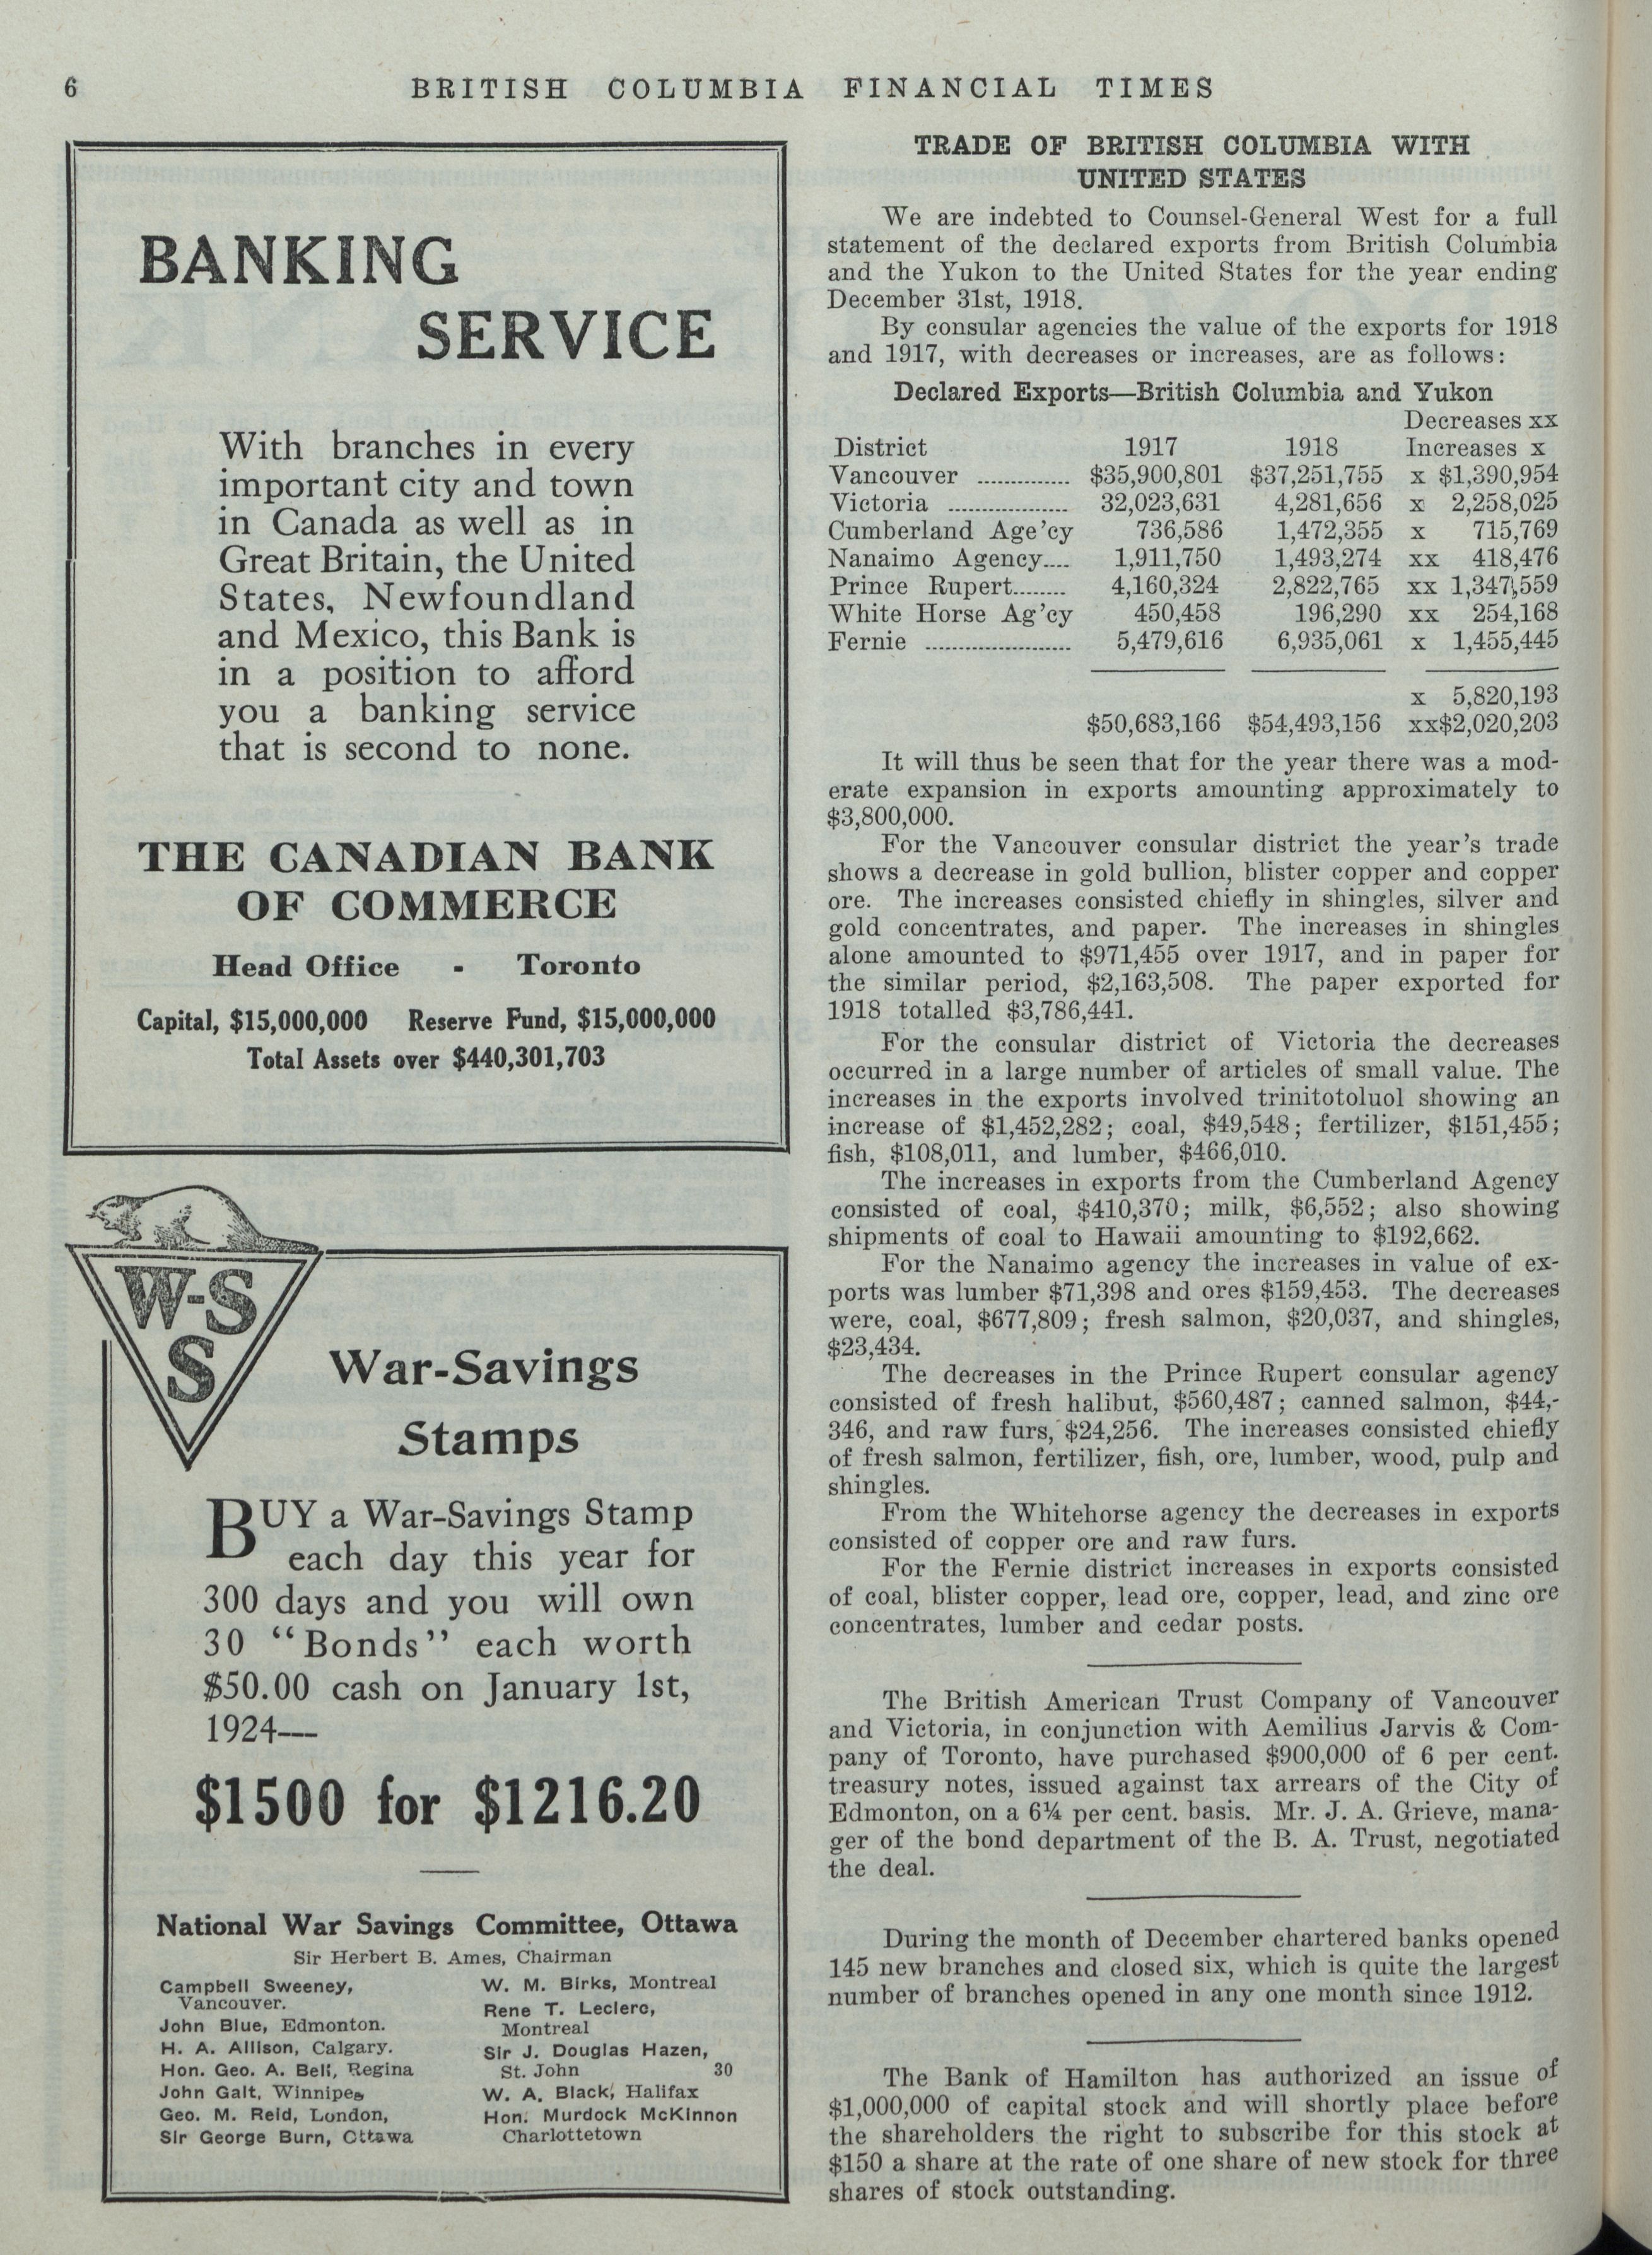 6
BRITISH COLUMBIA FINANCIAL TIMES
BANKING
SERVICE
With branches in every
important city and town
in Canada as well as in
Great Britain, the United
States, Newfoundland
and Mexico, this Bank is
in a position to afford
you a banking service
that is second to none.
THE CANADIAN BANK
OF COMMERCE
Head Office - Toronto
Capital, $15,000,000 Reserve Fund, $15,000,000
Total Assets over $440,301,703
W-S
S
War-Savings
Stamps
BUY a War-Savings Stamp
each day this year for
300 days and you will own
30 "Bonds" each worth
$50.00 cash on January 1st,
1924—
$1500 for $1216.20
National War Savings Committee, Ottawa
Sir Herbert B. Ames, Chairman
Campbell Sweeney,
Vancouver.
John Blue, Edmonton.
H. A. Allison, Calgary.
Hon. Geo. A. Bell, Regina
John Galt, Winnipeg
Geo. M. Reid, London,
Sir George Burn, Ottawa
W. M. Birks, Montreal
Rene T. Leclerc,
Montreal
Sir J. Douglas Hazen,
St. John 30
W. A. Black, Halifax
Hon. Murdock McKinnon
Charlottetown
TRADE OF BRITISH COLUMBIA WITH
UNITED STATES
We are indebted to Counsel-General West for a full
statement of the declared exports from British Columbia
and the Yukon to the United States for the year ending
December 31st, 1918.
By consular agencies the value of the exports for 1918
and 1917, with decreases or increases, are as follows:
Declared Exports—British Columbia and Yukon
Decreases xx
District 1917 1918 Increases x
Vancouver .............. $35,900,801 $37,251,755 x $1,390,954
Victoria .................. 32,023,631 4,281,656 x 2,258,025
Cumberland Age'cy 736,586 1,472,355 x 715,769
Nanaimo Agency.... 1,911,750 1,493,274 xx 418,476
Prince Rupert........ 4,160,324 2,822,765 xx 1,347,559
White Horse Ag'cy 450,458 196,290 xx 254,168
Fernie ...................... 5,479,616 6,935,061 x 1,455,445
x 5,820,193
$50,683,166 $54,493,156 xx$2,020,203
It will thus be seen that for the year there was a mod-
erate expansion in exports amounting approximately to
$3,800,000.
For the Vancouver consular district the year's trade
shows a decrease in gold bullion, blister copper and copper
ore. The increases consisted chiefly in shingles, silver and
gold concentrates, and paper. The increases in shingles
alone amounted to $971,455 over 1917, and in paper for
the similar period, $2,163,508. The paper exported for
1918 totalled $3,786,441.
For the consular district of Victoria the decreases
occurred in a large number of articles of small value. The
increases in the exports involved trinitotoluol showing an
increase of $1,452,282; coal, $49,548; fertilizer, $151,455;
fish, $108,011, and lumber, $466,010.
The increases in exports from the Cumberland Agency
consisted of coal, $410,370; milk, $6,552; also showing
shipments of coal to Hawaii amounting to $192,662.
For the Nanaimo agency the increases in value of ex-
ports was lumber $71,398 and ores $159,453. The decreases
were, coal, $677,809; fresh salmon, $20,037, and shingles,
$23,434.
The decreases in the Prince Rupert consular agency
consisted of fresh halibut, $560,487; canned salmon, $44,-
346, and raw furs, $24,256. The increases consisted chiefly
of fresh salmon, fertilizer, fish, ore, lumber, wood, pulp and
shingles.
From the Whitehorse agency the decreases in exports
consisted of copper ore and raw furs.
For the Fernie district increases in exports consisted
of coal, blister copper, lead ore, copper, lead, and zinc ore
concentrates, lumber and cedar posts.
The British American Trust Company of Vancouver
and Victoria, in conjunction with Aemilius Jarvis & Com-
pany of Toronto, have purchased $900,000 of 6 per cent.
treasury notes, issued against tax arrears of the City of
Edmonton, on a 6¼ per cent. basis. Mr. J. A. Grieve, mana-
ger of the bond department of the B. A. Trust, negotiated
the deal.
During the month of December chartered banks opened
145 new branches and closed six, which is quite the largest
number of branches opened in any one month since 1912.
The Bank of Hamilton has authorized an issue of
$1,000,000 of capital stock and will shortly place before
the shareholders the right to subscribe for this stock at
$150 a share at the rate of one share of new stock for three
shares of stock outstanding.